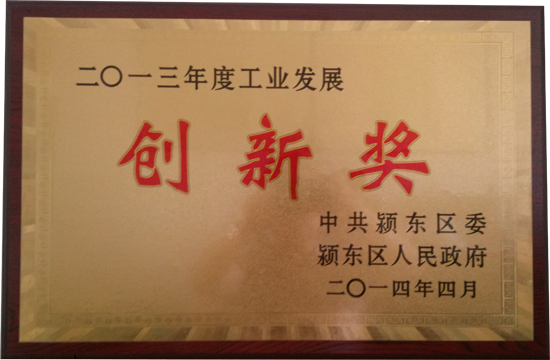 二〇一三年度工业发展
创新奖
中共颍东区委
颍东区人民政府
二〇一四年四月